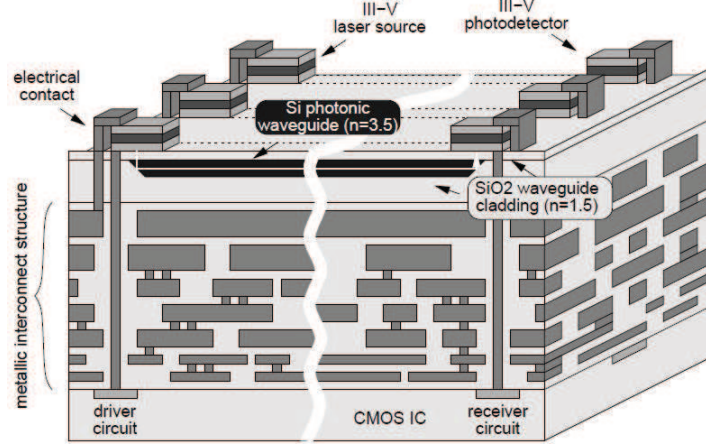 III−V
laser source
III−V
photodetector
electrical
contact
Si photonic
waveguide (n=3.5)
SiO2 waveguide
cladding (n=1.5)
metallic interconnect structure
driver
circuit
CMOS IC
receiver
circuit